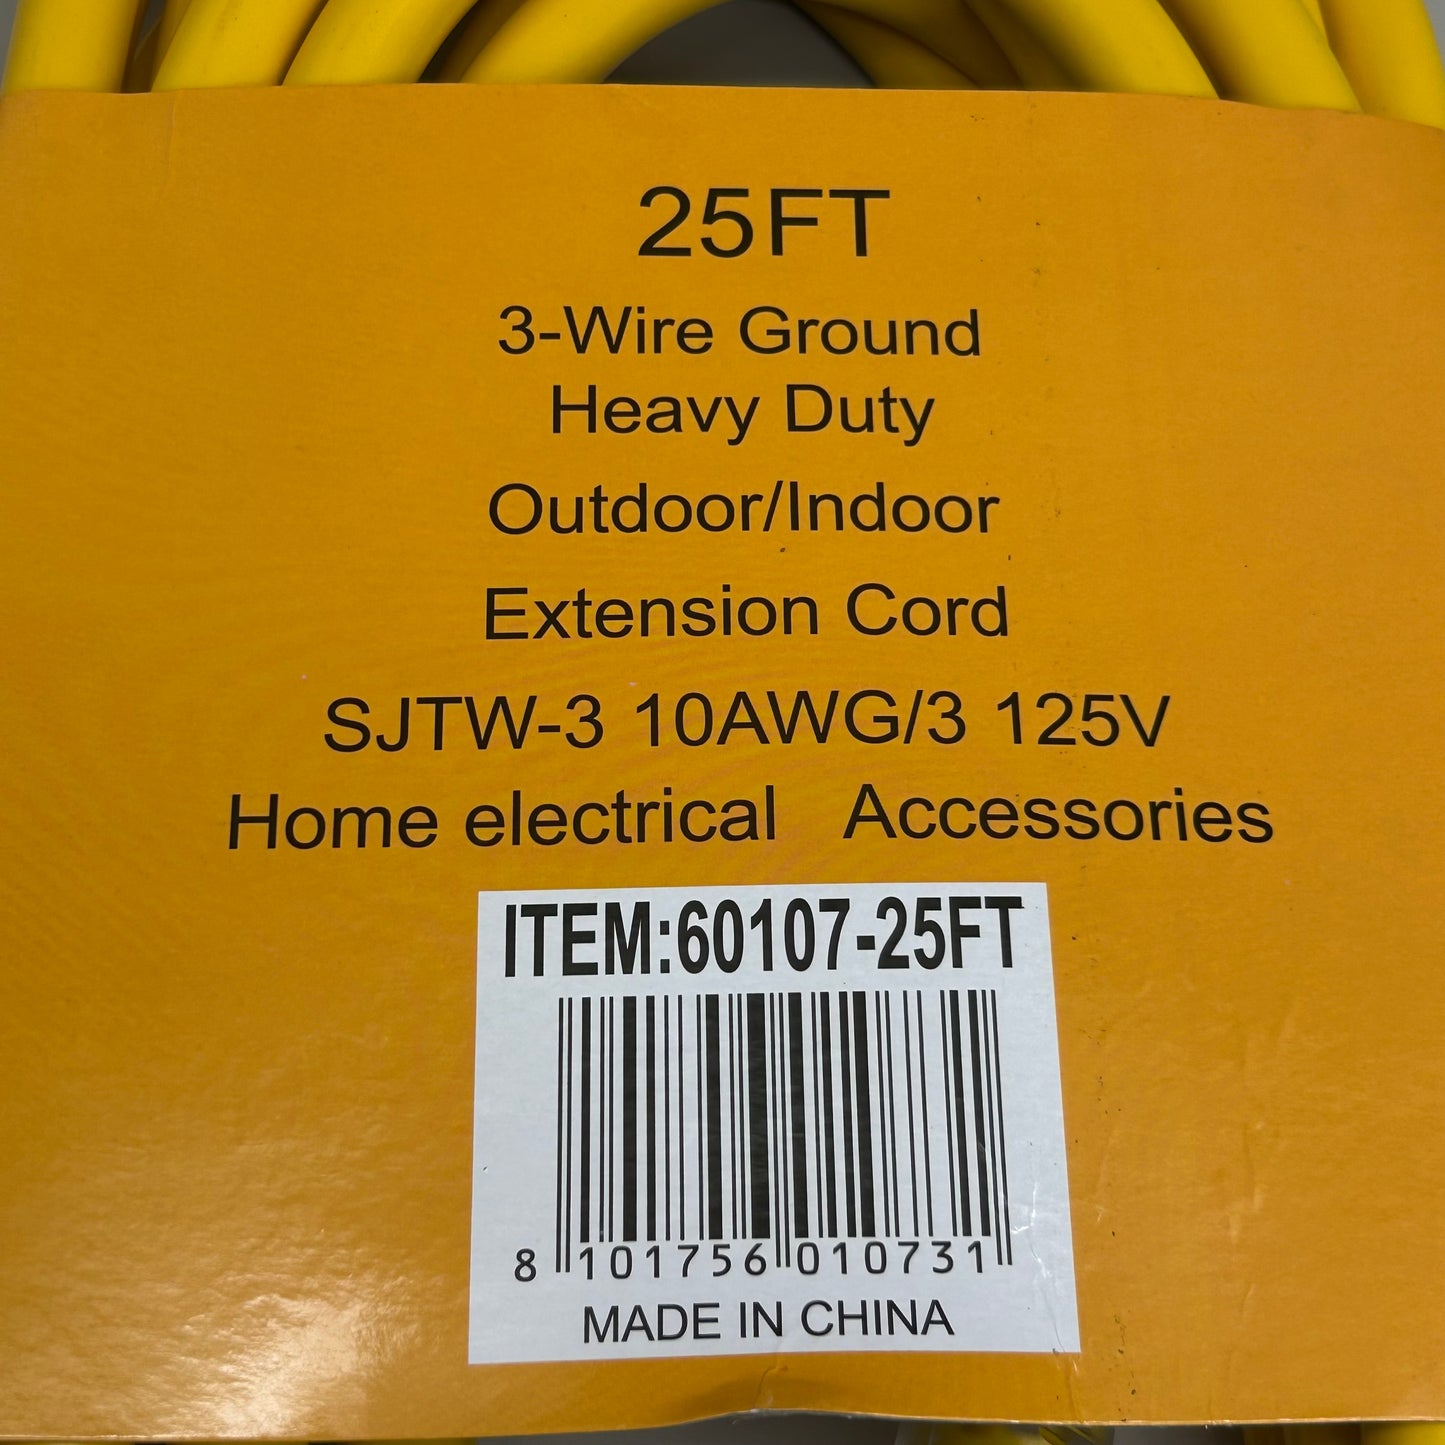 25FT
3-Wire Ground
Heavy Duty
Outdoor/Indoor
Extension Cord
SJTW-3 10AWG/3 125V
Home electrical Accessories
ITEM:60107-25FT
8 101756 010731
MADE IN CHINA